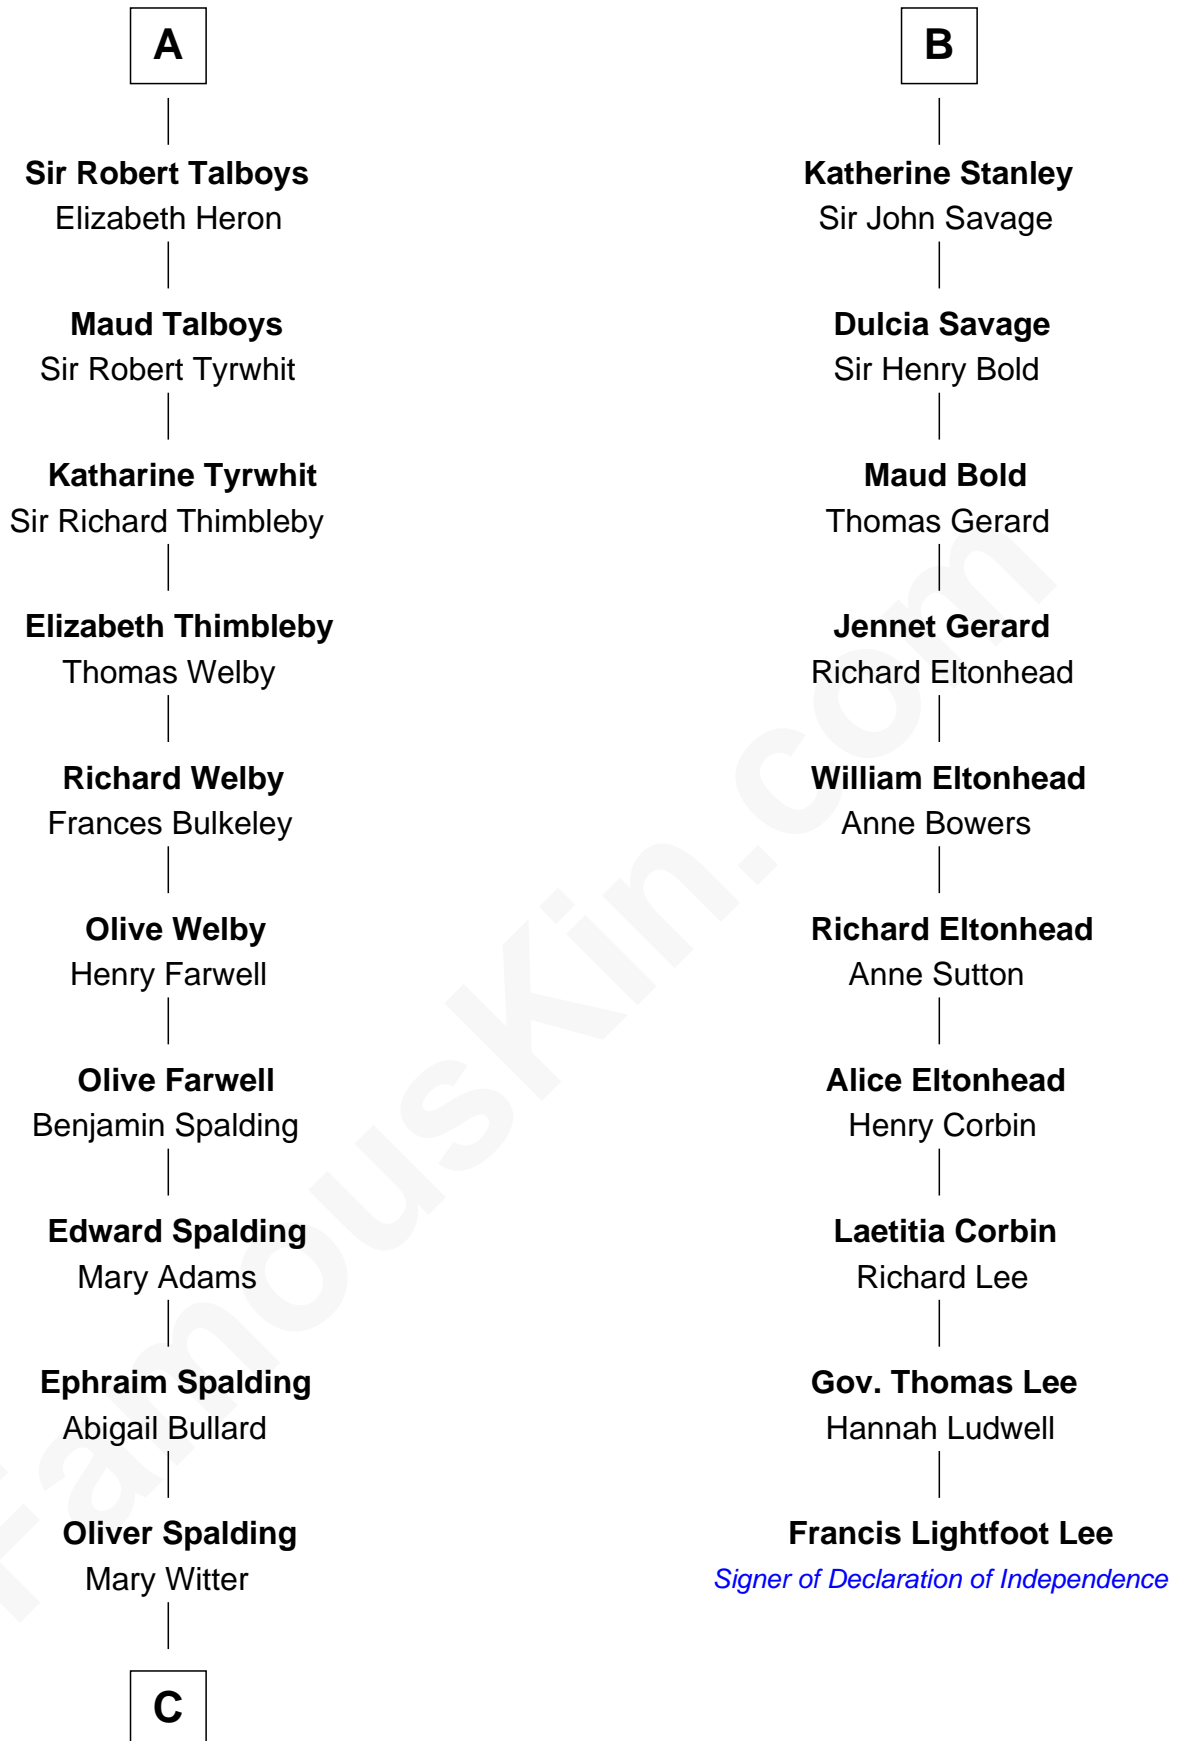 A
Sir Robert Talboys
Elizabeth Heron
Maud Talboys
Sir Robert Tyrwhit
Katharine Tyrwhit
Sir Richard Thimbleby
Elizabeth Thimbleby
Thomas Welby
Richard Welby
Frances Bulkeley
Olive Welby
Henry Farwell
Olive Farwell
Benjamin Spalding
Edward Spalding
Mary Adams
Ephraim Spalding
Abigail Bullard
Oliver Spalding
Mary Witter
C
B
Katherine Stanley
Sir John Savage
Dulcia Savage
Sir Henry Bold
Maud Bold
Thomas Gerard
Jennet Gerard
Richard Eltonhead
William Eltonhead
Anne Bowers
Richard Eltonhead
Anne Sutton
Alice Eltonhead
Henry Corbin
Laetitia Corbin
Richard Lee
Gov. Thomas Lee
Hannah Ludwell
Francis Lightfoot Lee
Signer of Declaration of Independence
FamousKin.com